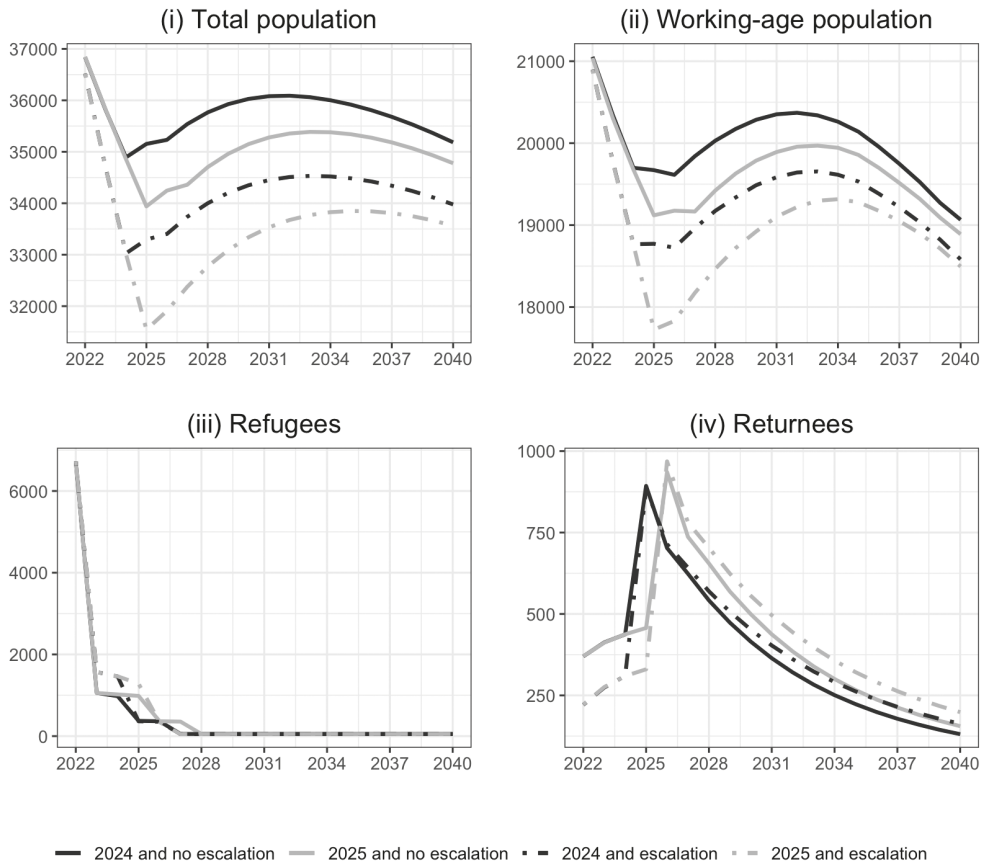 (i) Total population
37000
36000
35000
34000
33000
32000
2022 2025 2028 2031 2034 2037 2040
(ii) Working-age population
21000
20000
19000
18000
2022 2025 2028 2031 2034 2037 2040
(iii) Refugees
6000
4000
2000
0
2022 2025 2028 2031 2034 2037 2040
(iv) Returnees
1000
750
500
250
2022 2025 2028 2031 2034 2037 2040
2024 and no escalation 2025 and no escalation 2024 and escalation 2025 and escalation